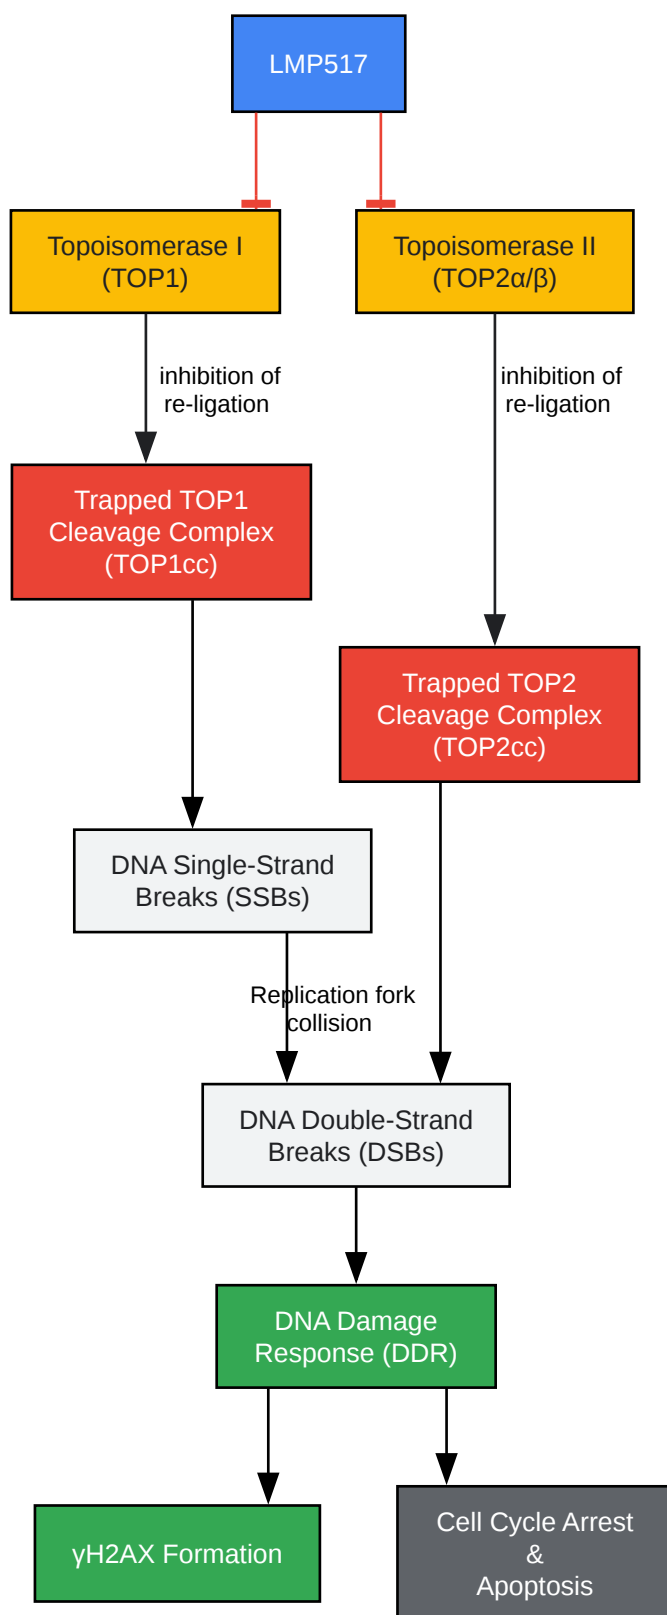 LMP517
Topoisomerase I
(TOP1)
Topoisomerase II
(TOP2α/β)
inhibition of
re-ligation
inhibition of
re-ligation
Trapped TOP1
Cleavage Complex
(TOP1cc)
Trapped TOP2
Cleavage Complex
(TOP2cc)
DNA Single-Strand
Breaks (SSBs)
Replication fork
collision
DNA Double-Strand
Breaks (DSBs)
DNA Damage
Response (DDR)
γH2AX Formation
Cell Cycle Arrest
&
Apoptosis